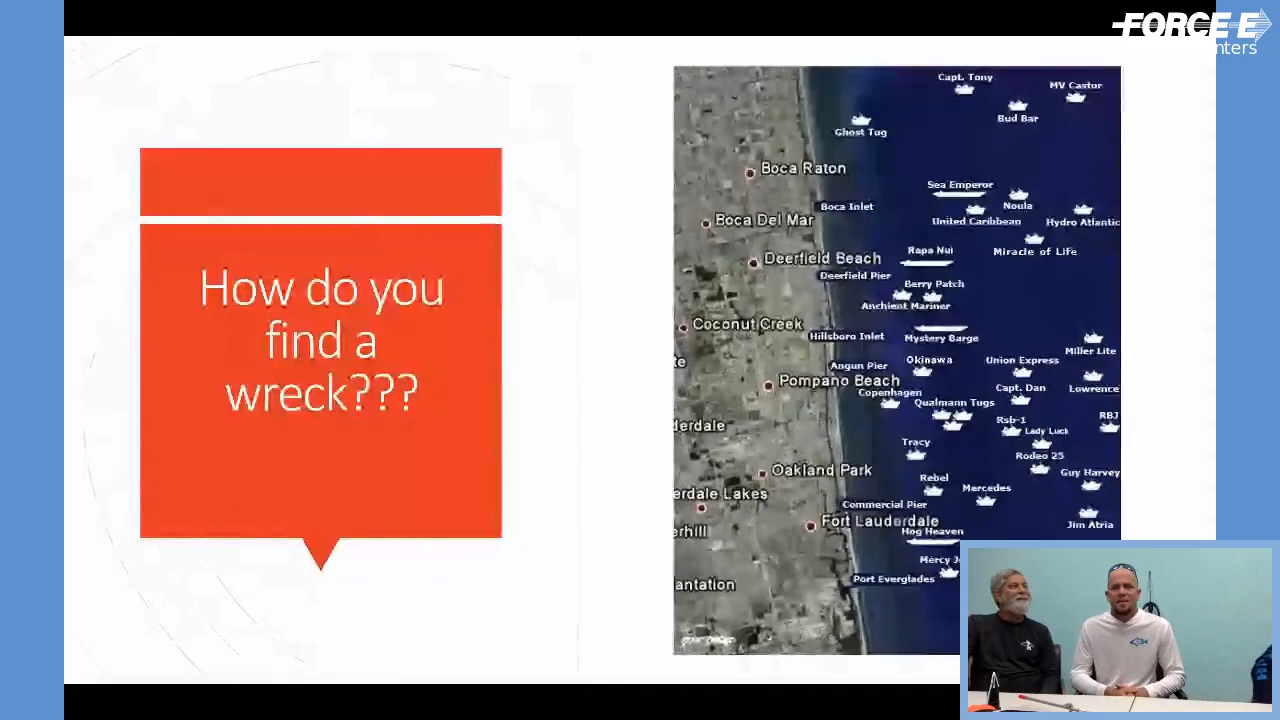 FORCE E
nters
How do you
find a
wreck???
Capt. Tony
MV Castor
Bud Bar
Ghost Tug
Boca Raton
Sea Emperor
Boca Inlet
Noula
Boca Del Mar
United Caribbean
Hydro Atlantic
Rapa Nui
Miracle of Life
Deerfield Beach
Deerfield Pier
Berry Patch
Anchient Mariner
Coconut Creek
Hillsboro Inlet
Mystery Barge
Miller Lite
te
Angun Pier
Okinawa
Union Express
Pompano Beach
Capt. Dan
Lowrence
Copenhagen
Qualmann Tugs
RBJ
derdale
Rsb-1
Lady Luck
Tracy
Rodeo 25
Oakland Park
Guy Harvey
Rebel
Mercedes
erdale Lakes
Commercial Pier
Fort Lauderdale
Jim Atria
erhill
Hog Heaven
Mercy J
Port Everglades
antation